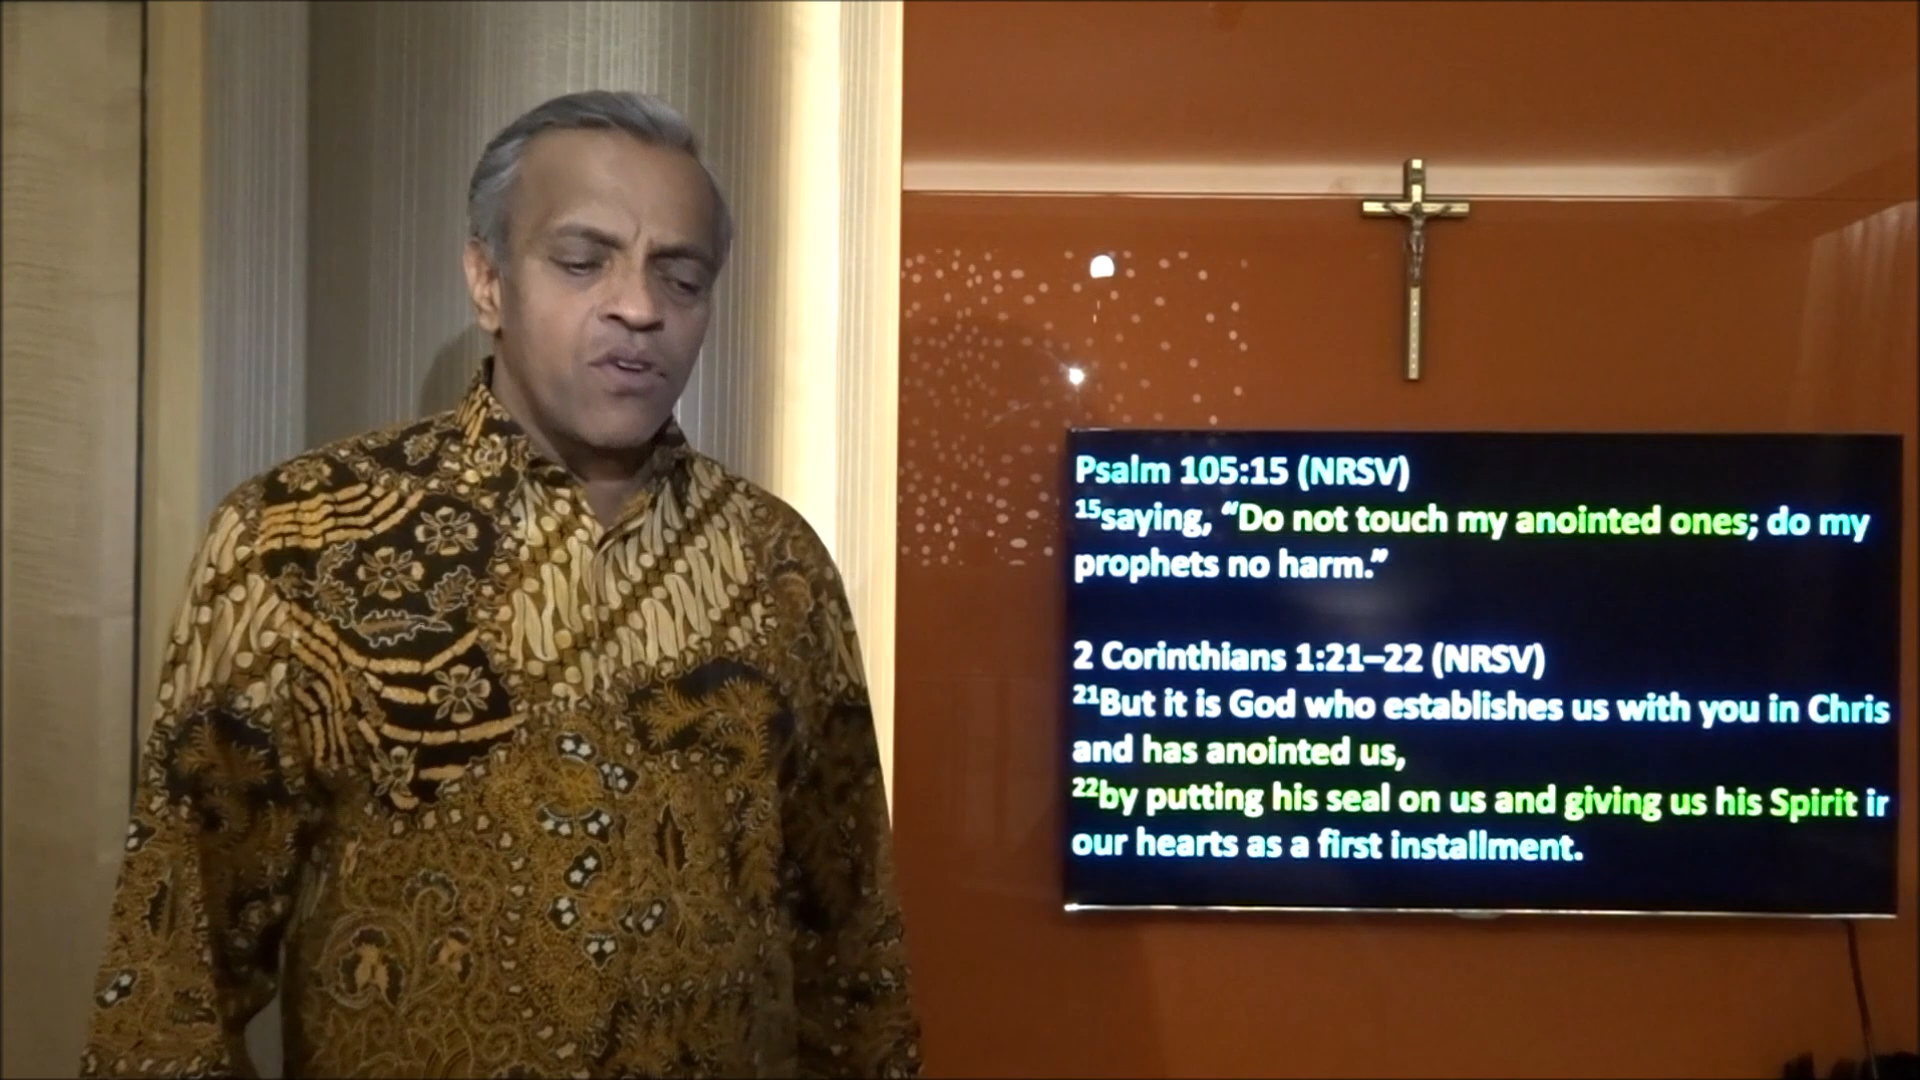 Psalm 105:15 (NRSV)
¹⁵saying, “Do not touch my anointed ones; do my
prophets no harm.”
2 Corinthians 1:21–22 (NRSV)
²¹But it is God who establishes us with you in Chris
and has anointed us,
²²by putting his seal on us and giving us his Spirit ir
our hearts as a first installment.